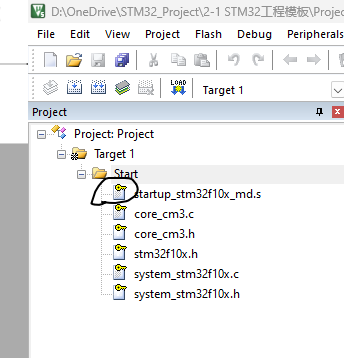 D:\OneDrive\STM32_Project\2-1 STM32工程模板\Proje
File Edit View Project Flash Debug Peripherals
LOAD Target 1
Project
Project: Project
Target 1
Start
startup_stm32f10x_md.s
core_cm3.c
core_cm3.h
stm32f10x.h
system_stm32f10x.c
system_stm32f10x.h